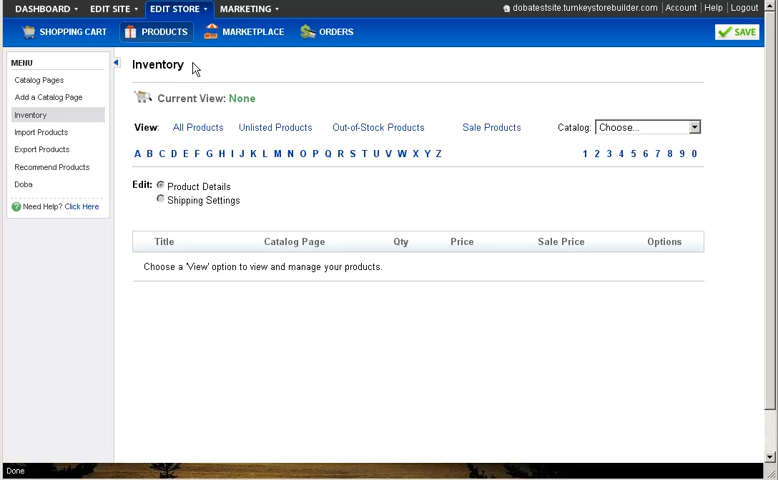 DASHBOARD EDIT SITE EDIT STORE MARKETING dobatestsite.turnkeystorebuilder.com | Account | Help | Logout
SHOPPING CART PRODUCTS MARKETPLACE ORDERS SAVE
MENU
Catalog Pages
Add a Catalog Page
Inventory
Import Products
Export Products
Recommend Products
Doba
Need Help? Click Here
Inventory
Current View: None
View: All Products Unlisted Products Out-of-Stock Products Sale Products Catalog: Choose...
A B C D E F G H I J K L M N O P Q R S T U V W X Y Z 1 2 3 4 5 6 7 8 9 0
Edit: Product Details
Shipping Settings
Title Catalog Page Qty Price Sale Price Options
Choose a 'View' option to view and manage your products.
Done